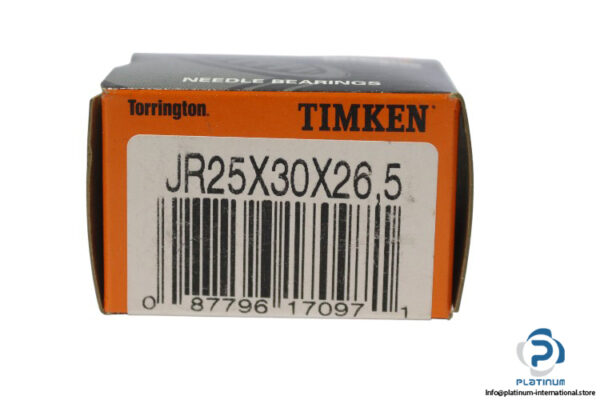 NEEDLE BEARINGS
Torrington. TIMKEN
JR25X30X26,5
0 87796 17097 1
PLATINUM
Info@platinum-international.store